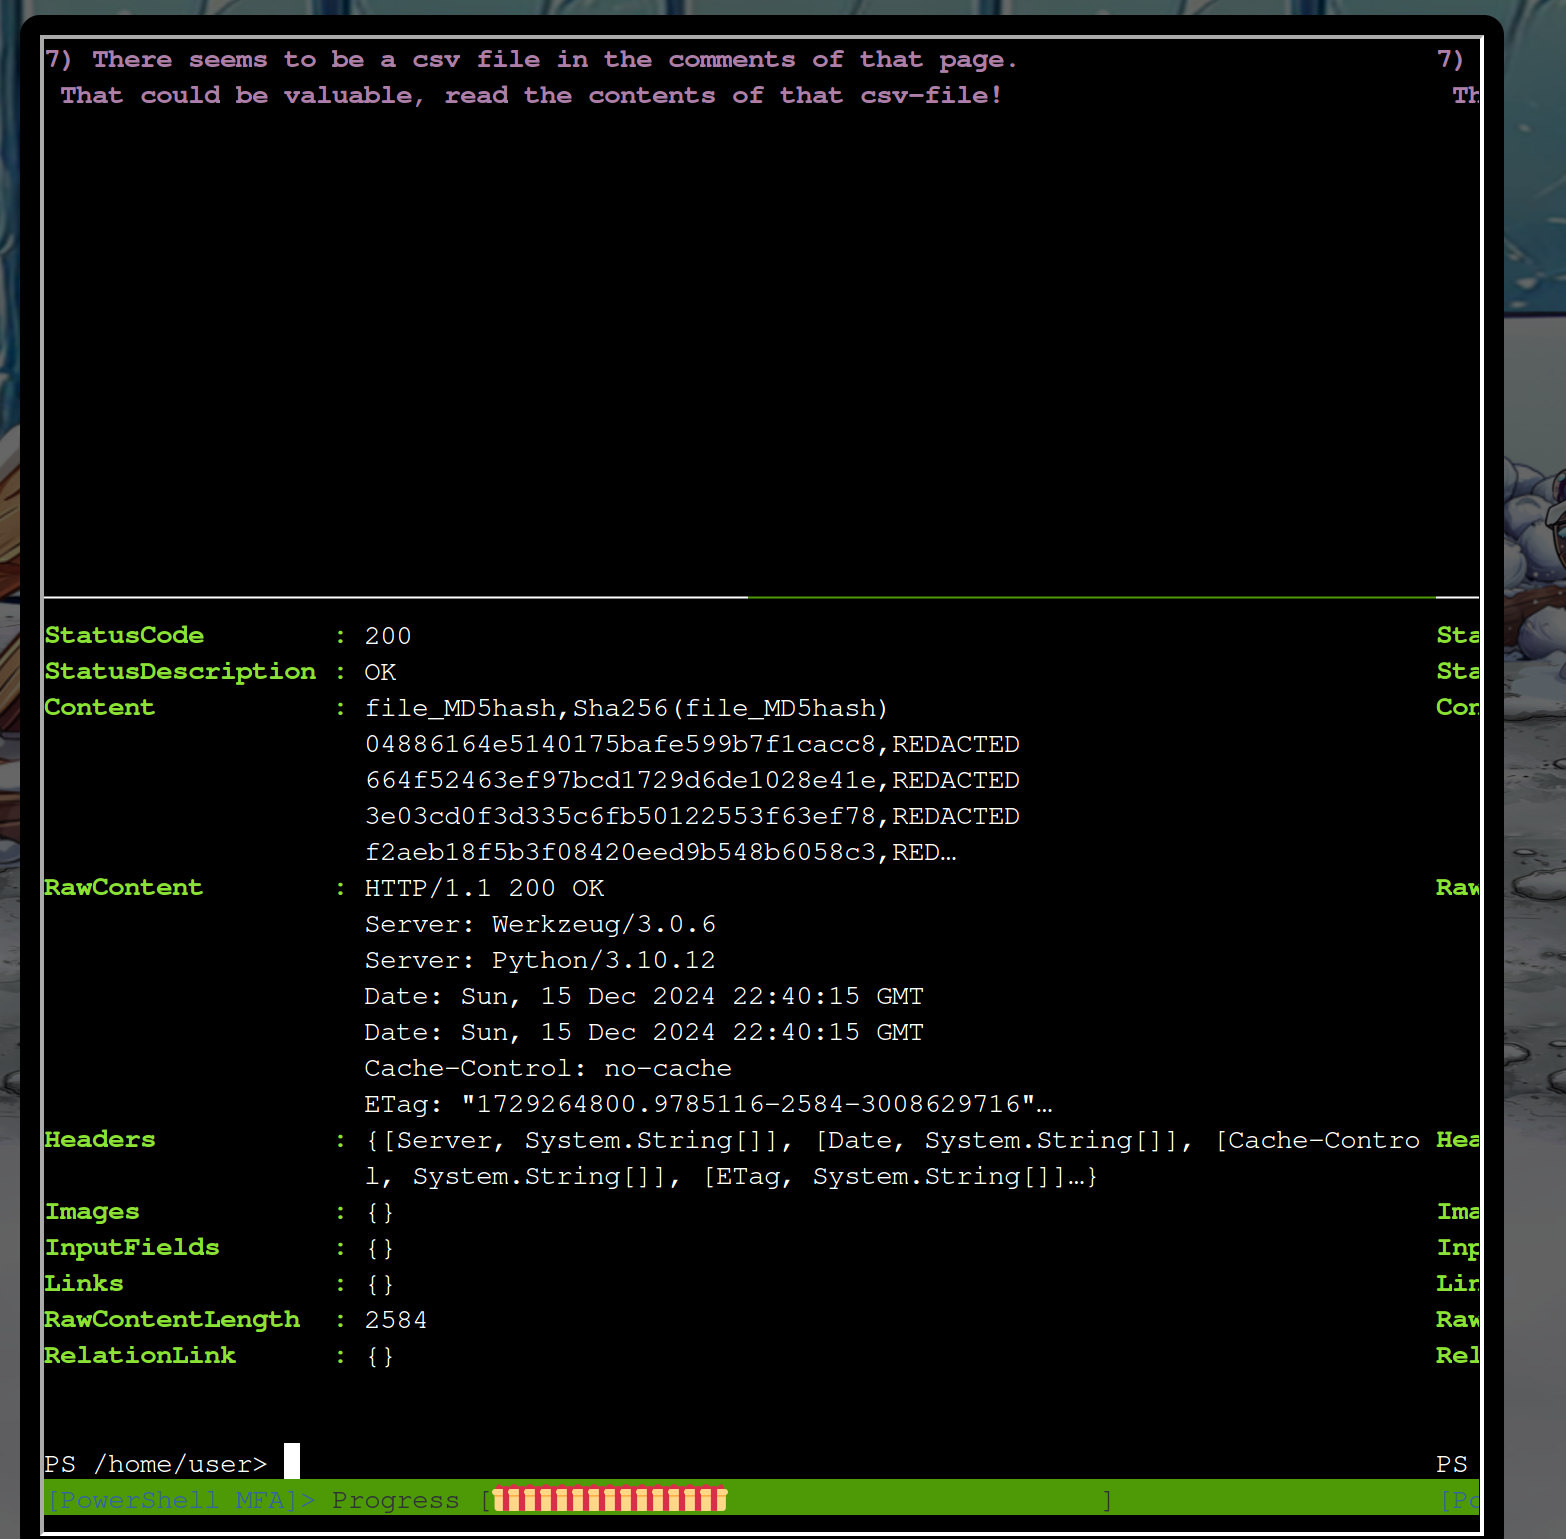 7) There seems to be a csv file in the comments of that page.
That could be valuable, read the contents of that csv-file!
7)
Th
StatusCode : 200
StatusDescription : OK
Content : file_MD5hash,Sha256(file_MD5hash)
04886164e5140175bafe599b7f1cacc8,REDACTED
664f52463ef97bcd1729d6de1028e41e,REDACTED
3e03cd0f3d335c6fb50122553f63ef78,REDACTED
f2aeb18f5b3f08420eed9b548b6058c3,RED…
RawContent : HTTP/1.1 200 OK
Server: Werkzeug/3.0.6
Server: Python/3.10.12
Date: Sun, 15 Dec 2024 22:40:15 GMT
Date: Sun, 15 Dec 2024 22:40:15 GMT
Cache-Control: no-cache
ETag: "1729264800.9785116-2584-3008629716"…
Headers : {[Server, System.String[]], [Date, System.String[]], [Cache-Contro
l, System.String[]], [ETag, System.String[]]…}
Images : {}
InputFields : {}
Links : {}
RawContentLength : 2584
RelationLink : {}
PS /home/user>
[PowerShell MFA]> Progress [ ]
Sta
Sta
Con
Raw
Hea
Ima
Inp
Lin
Raw
Rel
PS
[Po